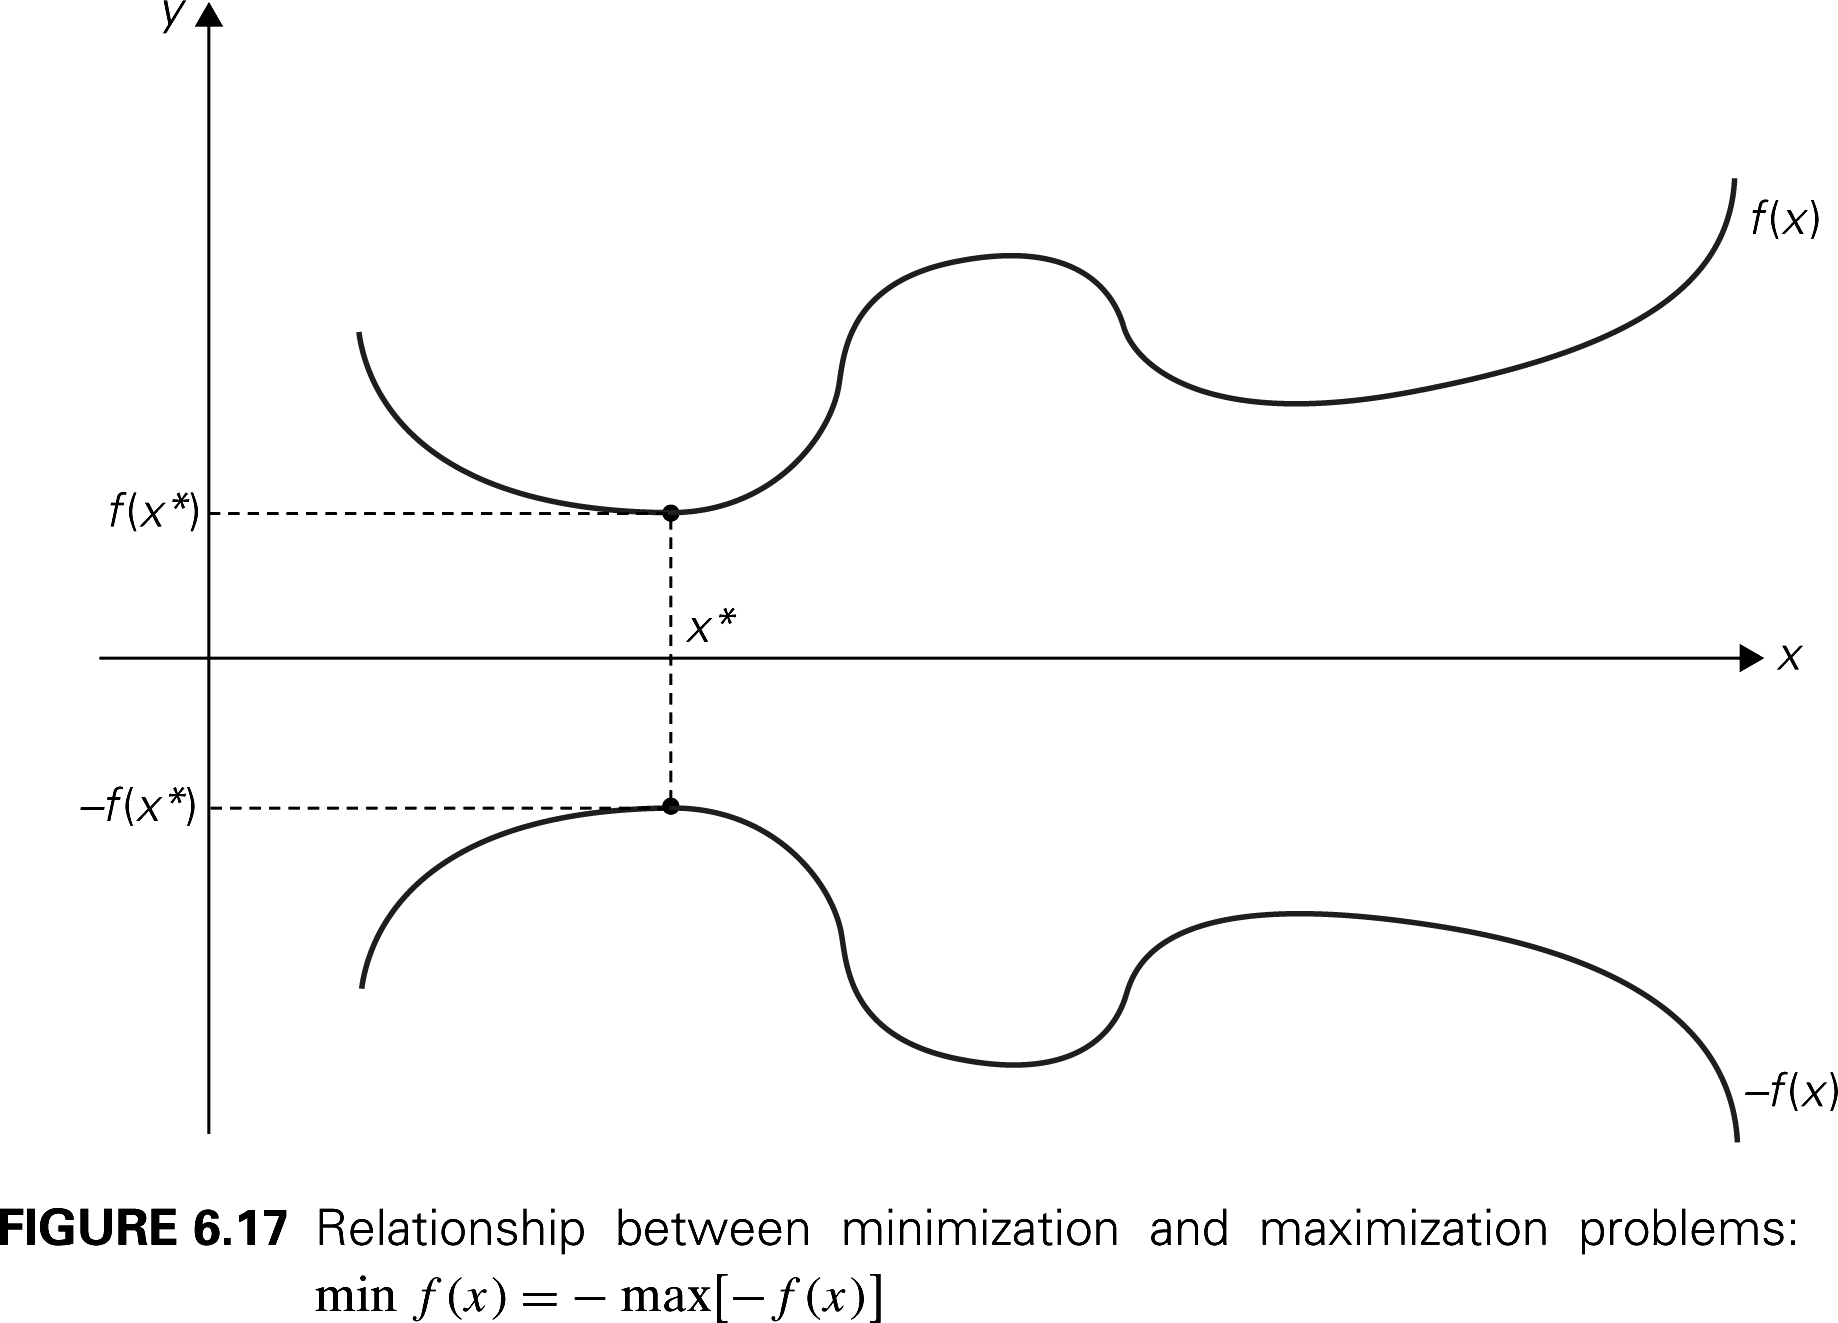 y
f(x)
f(x*)
x*
x
–f(x*)
–f(x)
FIGURE 6.17 Relationship between minimization and maximization problems:
min f(x) = − max[−f(x)]